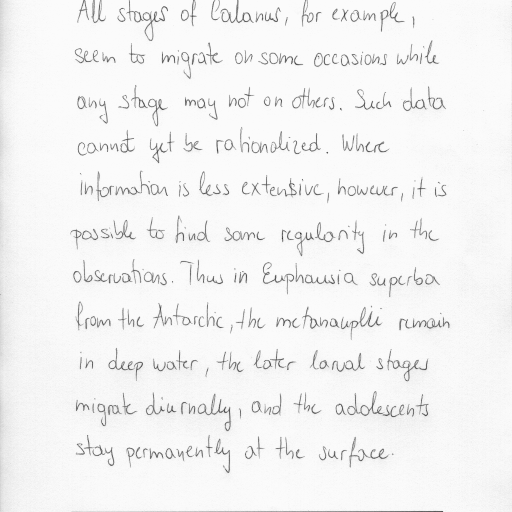 All stages of Calanus, for example,
seem to migrate on some occasions while
any stage may not on others. Such data
cannot yet be rationalized. Where
information is less extensive, however, it is
possible to find some regularity in the
observations. Thus in Euphausia superba
from the Antarctic, the metanauplii remain
in deep water, the later larval stages
migrate diurnally, and the adolescents
stay permanently at the surface.